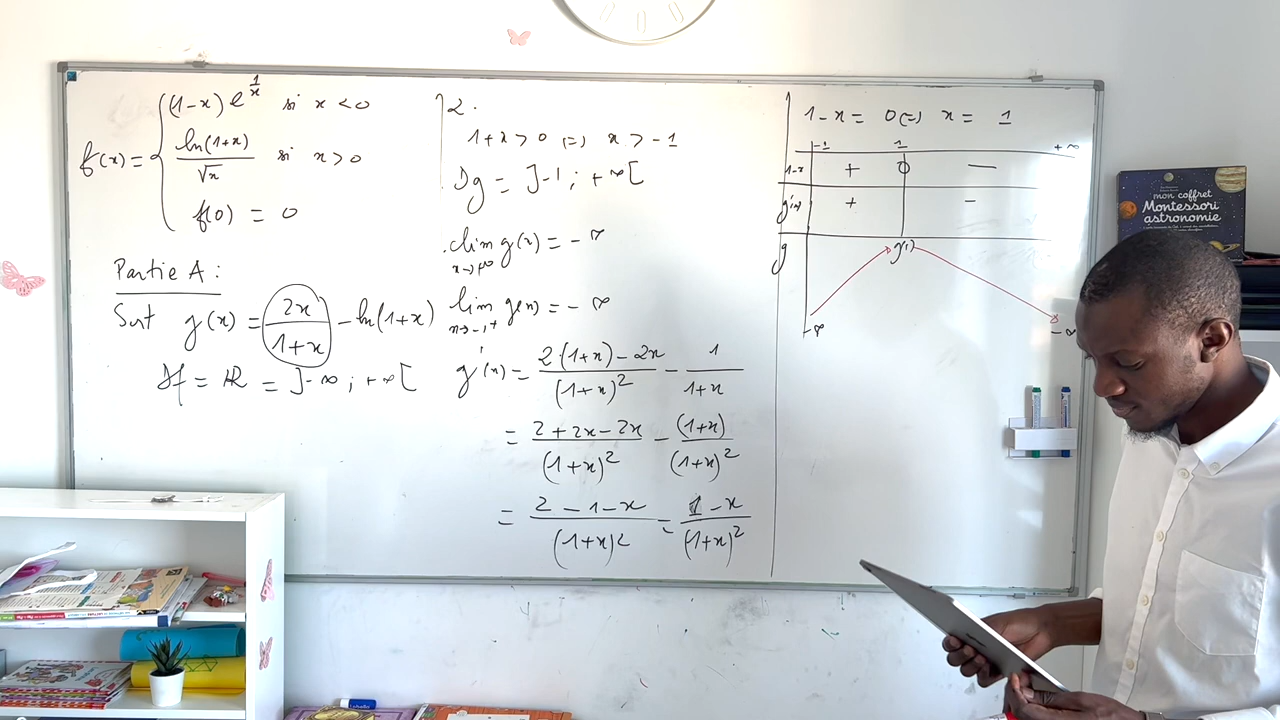 f(x) = { (1-x) e^{1/x} si x < 0
ln(1+x)/√x si x > 0
f(0) = 0
Partie A :
Soit g(x) = 2x/(1+x) - ln(1+x)
Df = ℝ = ]-∞ ; +∞[
2.
1+x > 0 (=) x > -1
Dg = ]-1 ; +∞[
lim g(x) = -∞
x→+∞
lim g(x) = -∞
x→-1⁺
g'(x) = (2(1+x) - 2x)/(1+x)² - 1/(1+x)
= (2 + 2x - 2x)/(1+x)² - (1+x)/(1+x)²
= (2 - 1 - x)/(1+x)² = (1 - x)/(1+x)²
1 - x = 0 (=) x = 1
-1 1 +∞
1-x + 0 -
g'(x) + -
g g(1)
-∞ -∞
mon coffret
Montessori
astronomie